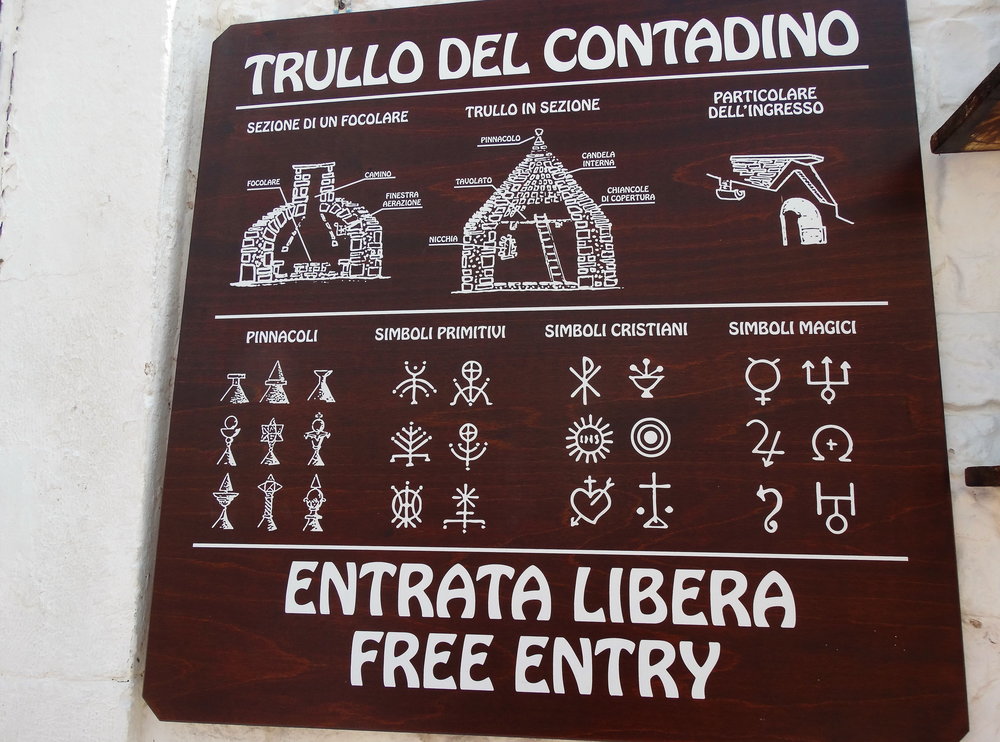 TRULLO DEL CONTADINO
SEZIONE DI UN FOCOLARE
FOCOLARE
CAMINO
FINESTRA
AERAZIONE
TRULLO IN SEZIONE
PINNACOLO
CANDELA
INTERNA
TAVOLATO
CHIANCOLE
DI COPERTURA
NICCHIA
PARTICOLARE
DELL'INGRESSO
PINNACOLI
SIMBOLI PRIMITIVI
SIMBOLI CRISTIANI
IHS
SIMBOLI MAGICI
ENTRATA LIBERA
FREE ENTRY